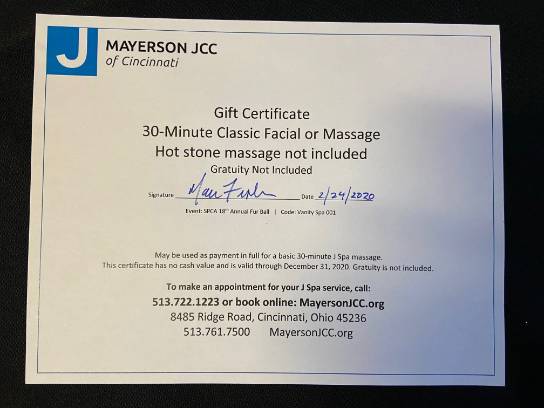 J MAYERSON JCC
of Cincinnati
Gift Certificate
30-Minute Classic Facial or Massage
Hot stone massage not included
Gratuity Not Included
Signature Date 2/24/2020
Event: SPCA 18th Annual Fur Ball | Code: Vanity Spa 001
May be used as payment in full for a basic 30-minute J Spa massage.
This certificate has no cash value and is valid through December 31, 2020. Gratuity is not included.
To make an appointment for your J Spa service, call:
513.722.1223 or book online: MayersonJCC.org
8485 Ridge Road, Cincinnati, Ohio 45236
513.761.7500 MayersonJCC.org